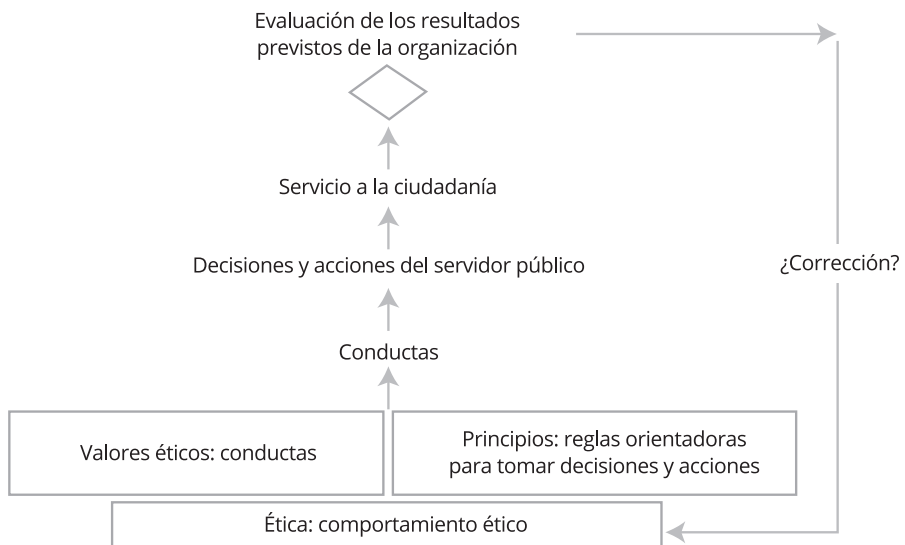 Evaluación de los resultados
previstos de la organización
Servicio a la ciudadanía
Decisiones y acciones del servidor público
¿Corrección?
Conductas
Valores éticos: conductas
Principios: reglas orientadoras
para tomar decisiones y acciones
Ética: comportamiento ético